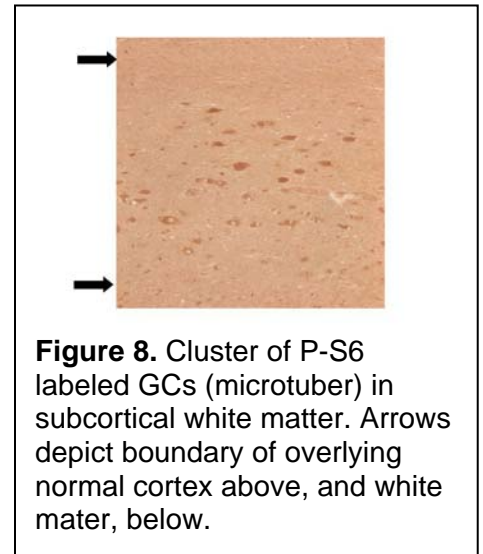 Figure 8. Cluster of P-S6
labeled GCs (microtuber) in
subcortical white matter. Arrows
depict boundary of overlying
normal cortex above, and white
mater, below.